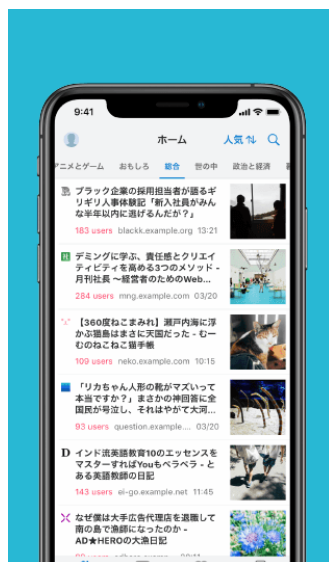 9:41
ホーム
人気
アニメとゲーム おもしろ 総合 世の中 政治と経済
ブラック企業の採用担当者が語るギ
リギリ人事体験記「新入社員がみん
な半年以内に逃げるんだが？」
183 users blackk.example.org 13:21
デミングに学ぶ、責任感とクリエイ
ティビティを高める3つのメソッド -
月刊社長 〜経営者のためのWeb...
284 users mng.example.com 03/20
【360度ねこまみれ】瀬戸内海に浮
かぶ猫島はまさに天国だった - むー
むのねこねこ猫手帳
109 users neko.example.com 10:15
「リカちゃん人形の靴がマズいって
本当ですか？」まさかの神回答に全
国民が号泣し、それはやがて大河...
93 users question.example.... 03/20
D インド流英語教育10のエッセンスを
マスターすればYouもペラペラ - と
ある美語教師の日記
143 users ei-go.example.net 11:45
なぜ僕は大手広告代理店を退職して
南の島で漁師になったのか -
AD★HEROの大漁日記